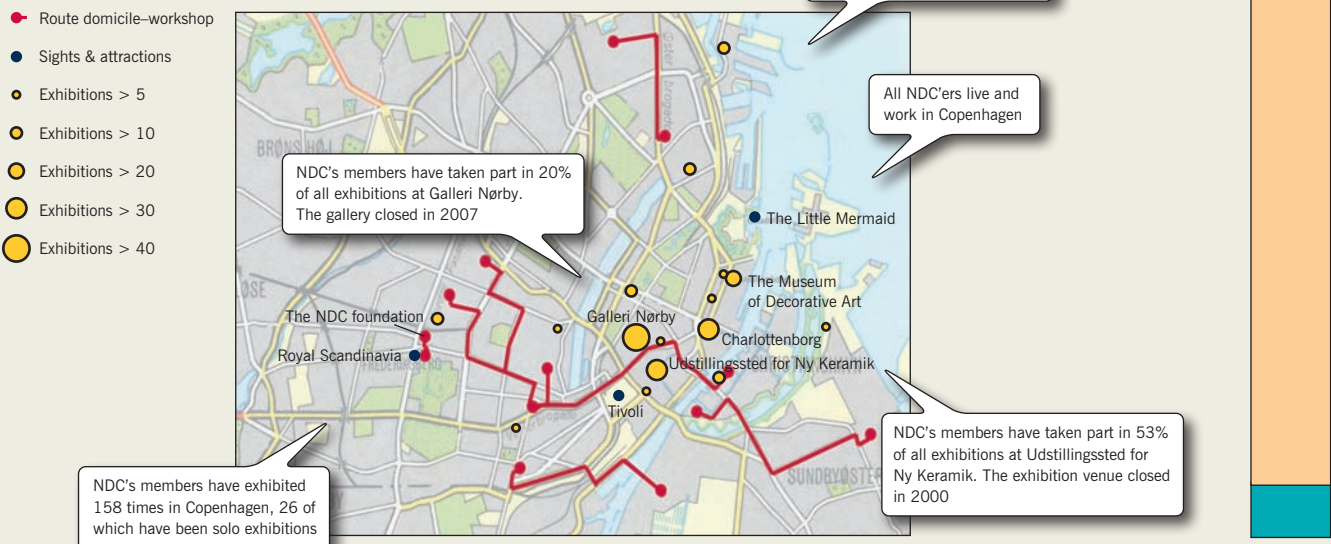 Route domicile–workshop
Sights & attractions
Exhibitions > 5
Exhibitions > 10
Exhibitions > 20
Exhibitions > 30
Exhibitions > 40
All NDC'ers live and
work in Copenhagen
BRØNSHØJ
NDC's members have taken part in 20%
of all exhibitions at Galleri Nørby.
The gallery closed in 2007
The Little Mermaid
The Museum
of Decorative Art
The NDC foundation
Galleri Nørby
Charlottenborg
Royal Scandinavia
FREDERIKSBERG
Udstillingssted for Ny Keramik
Tivoli
NDC's members have taken part in 53%
of all exhibitions at Udstillingssted for
Ny Keramik. The exhibition venue closed
in 2000
SUNDBYØSTER
NDC's members have exhibited
158 times in Copenhagen, 26 of
which have been solo exhibitions